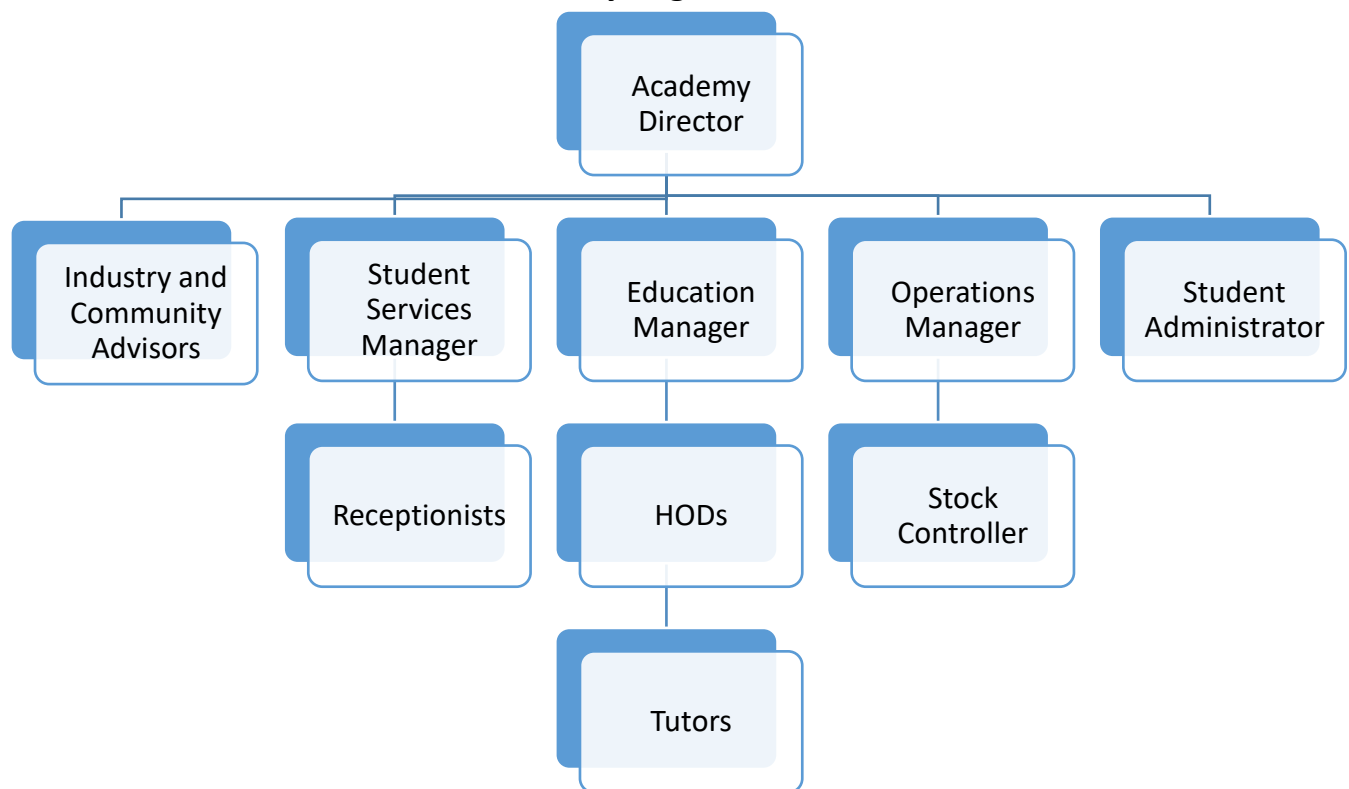 Academy
Director
Industry and
Community
Advisors
Student
Services
Manager
Education
Manager
Operations
Manager
Student
Administrator
Receptionists
HODs
Stock
Controller
Tutors